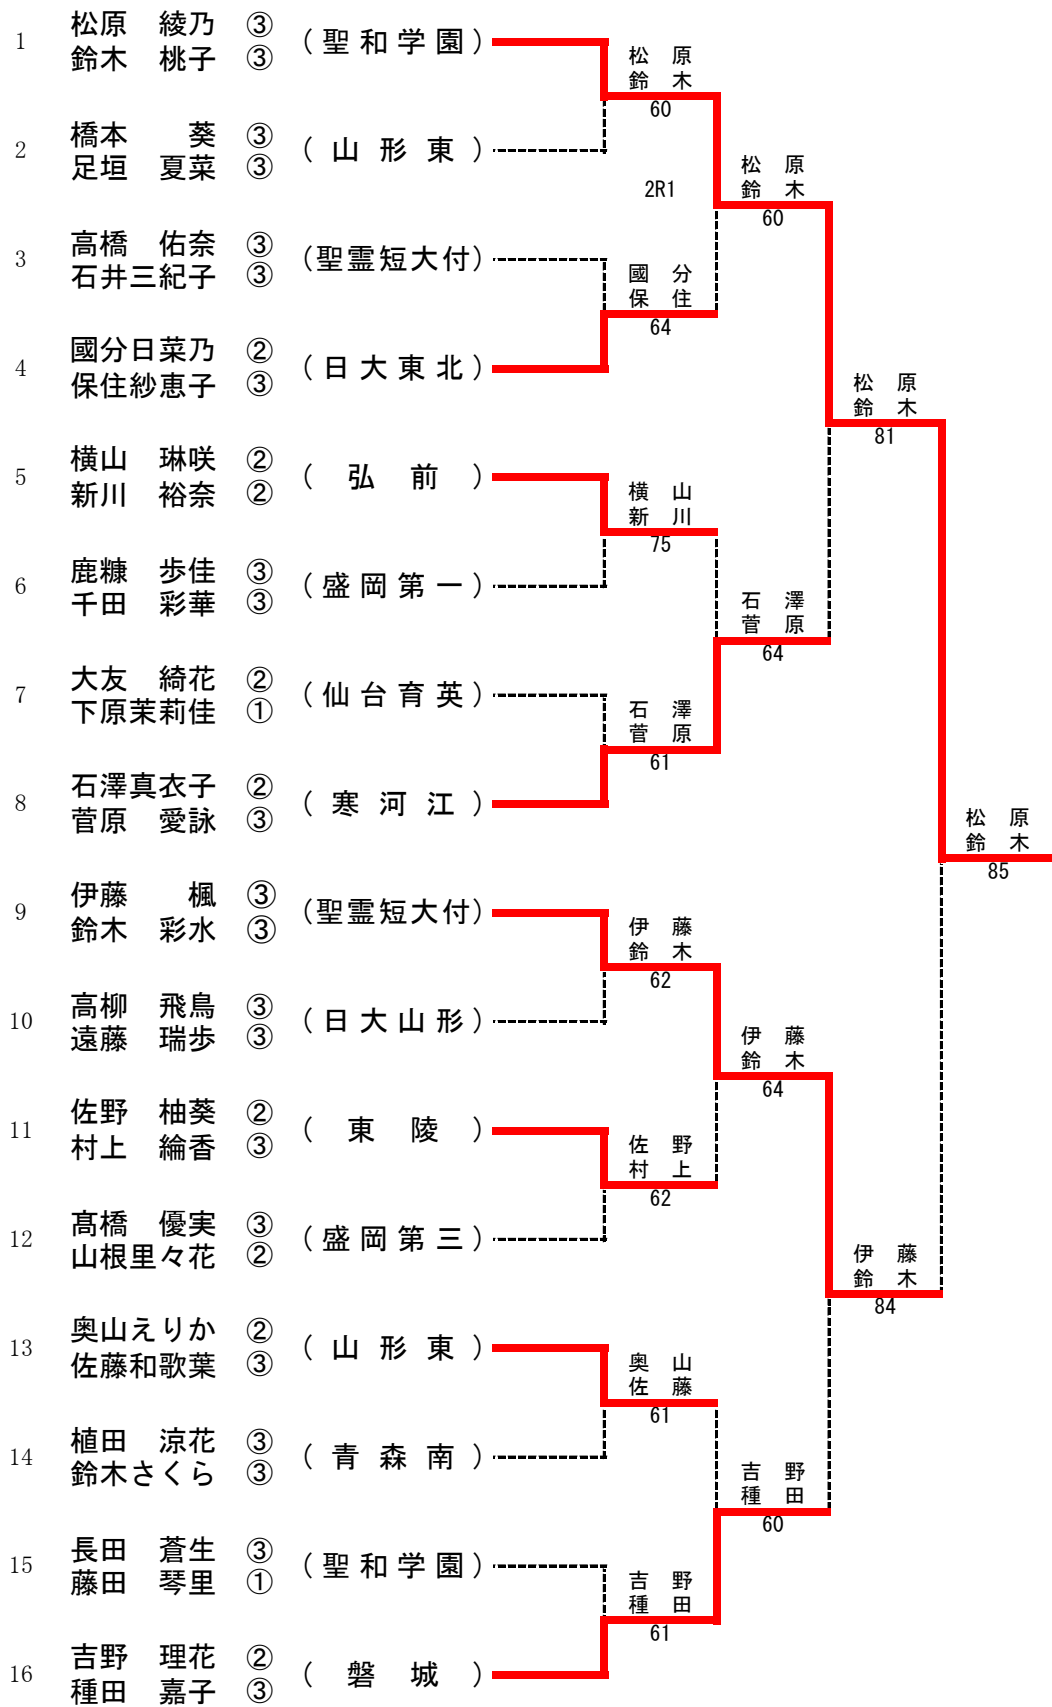 1 松原 綾乃 ③ (聖和学園)
鈴木 桃子 ③
2 橋本 葵 ③ (山形東)
足垣 夏菜 ③
3 高橋 佑奈 ③ (聖霊短大付)
石井三紀子 ③
4 國分日菜乃 ② (日大東北)
保住紗恵子 ③
5 横山 琳咲 ② (弘前)
新川 裕奈 ②
6 鹿糠 歩佳 ③ (盛岡第一)
千田 彩華 ③
7 大友 綺花 ② (仙台育英)
下原茉莉佳 ①
8 石澤真衣子 ② (寒河江)
菅原 愛詠 ③
9 伊藤 楓 ③ (聖霊短大付)
鈴木 彩水 ③
10 高柳 飛鳥 ③ (日大山形)
遠藤 瑞歩 ③
11 佐野 柚葵 ② (東陵)
村上 綸香 ③
12 髙橋 優実 ③ (盛岡第三)
山根里々花 ②
13 奥山えりか ② (山形東)
佐藤和歌葉 ③
14 植田 涼花 ③ (青森南)
鈴木さくら ③
15 長田 蒼生 ③ (聖和学園)
藤田 琴里 ①
16 吉野 理花 ② (磐城)
種田 嘉子 ③
松原
鈴木
60
2R1
國分
保住
64
横山
新川
75
石澤
菅原
61
伊藤
鈴木
62
佐野
村上
62
奥山
佐藤
61
吉野
種田
61
松原
鈴木
60
石澤
菅原
64
伊藤
鈴木
64
吉野
種田
60
松原
鈴木
81
伊藤
鈴木
84
松原
鈴木
85